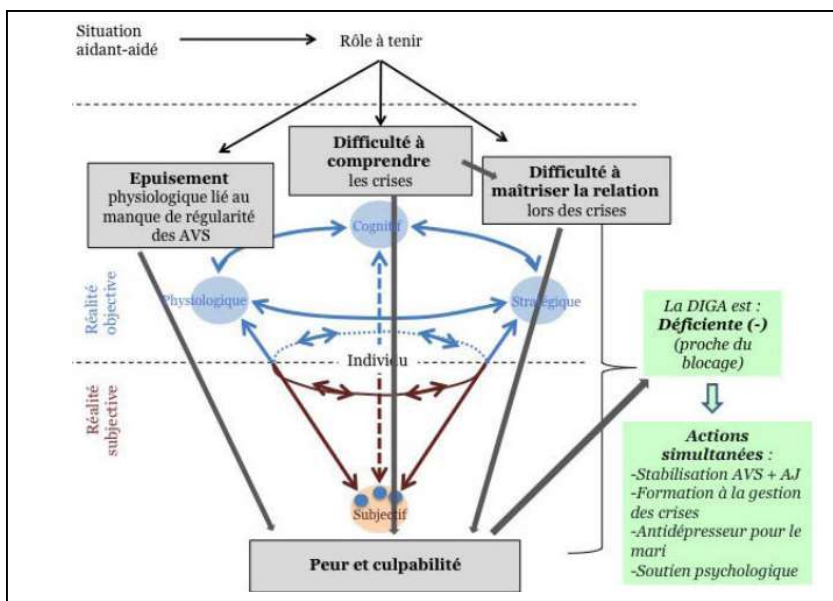 Situation
aidant-aidé
Rôle à tenir
Epuisement
physiologique lié au
manque de régularité
des AVS
Difficulté à
comprendre
les crises
Difficulté à
maîtriser la relation
lors des crises
Cognitif
Physiologique
Stratégique
Réalité
objective
Individu
Réalité
subjective
Subjectif
Peur et culpabilité
La DIGA est :
Déficiente (-)
(proche du
blocage)
Actions
simultanées :
-Stabilisation AVS + AJ
-Formation à la gestion
des crises
-Antidépresseur pour le
mari
-Soutien psychologique